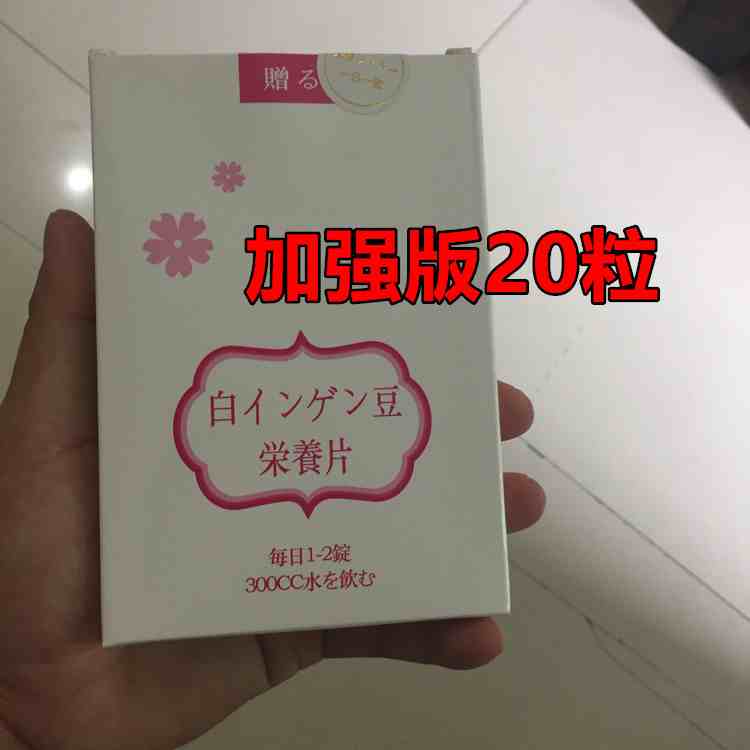 贈る
加强版20粒
白インゲン豆
栄養片
毎日1-2錠
300CC水を飲む